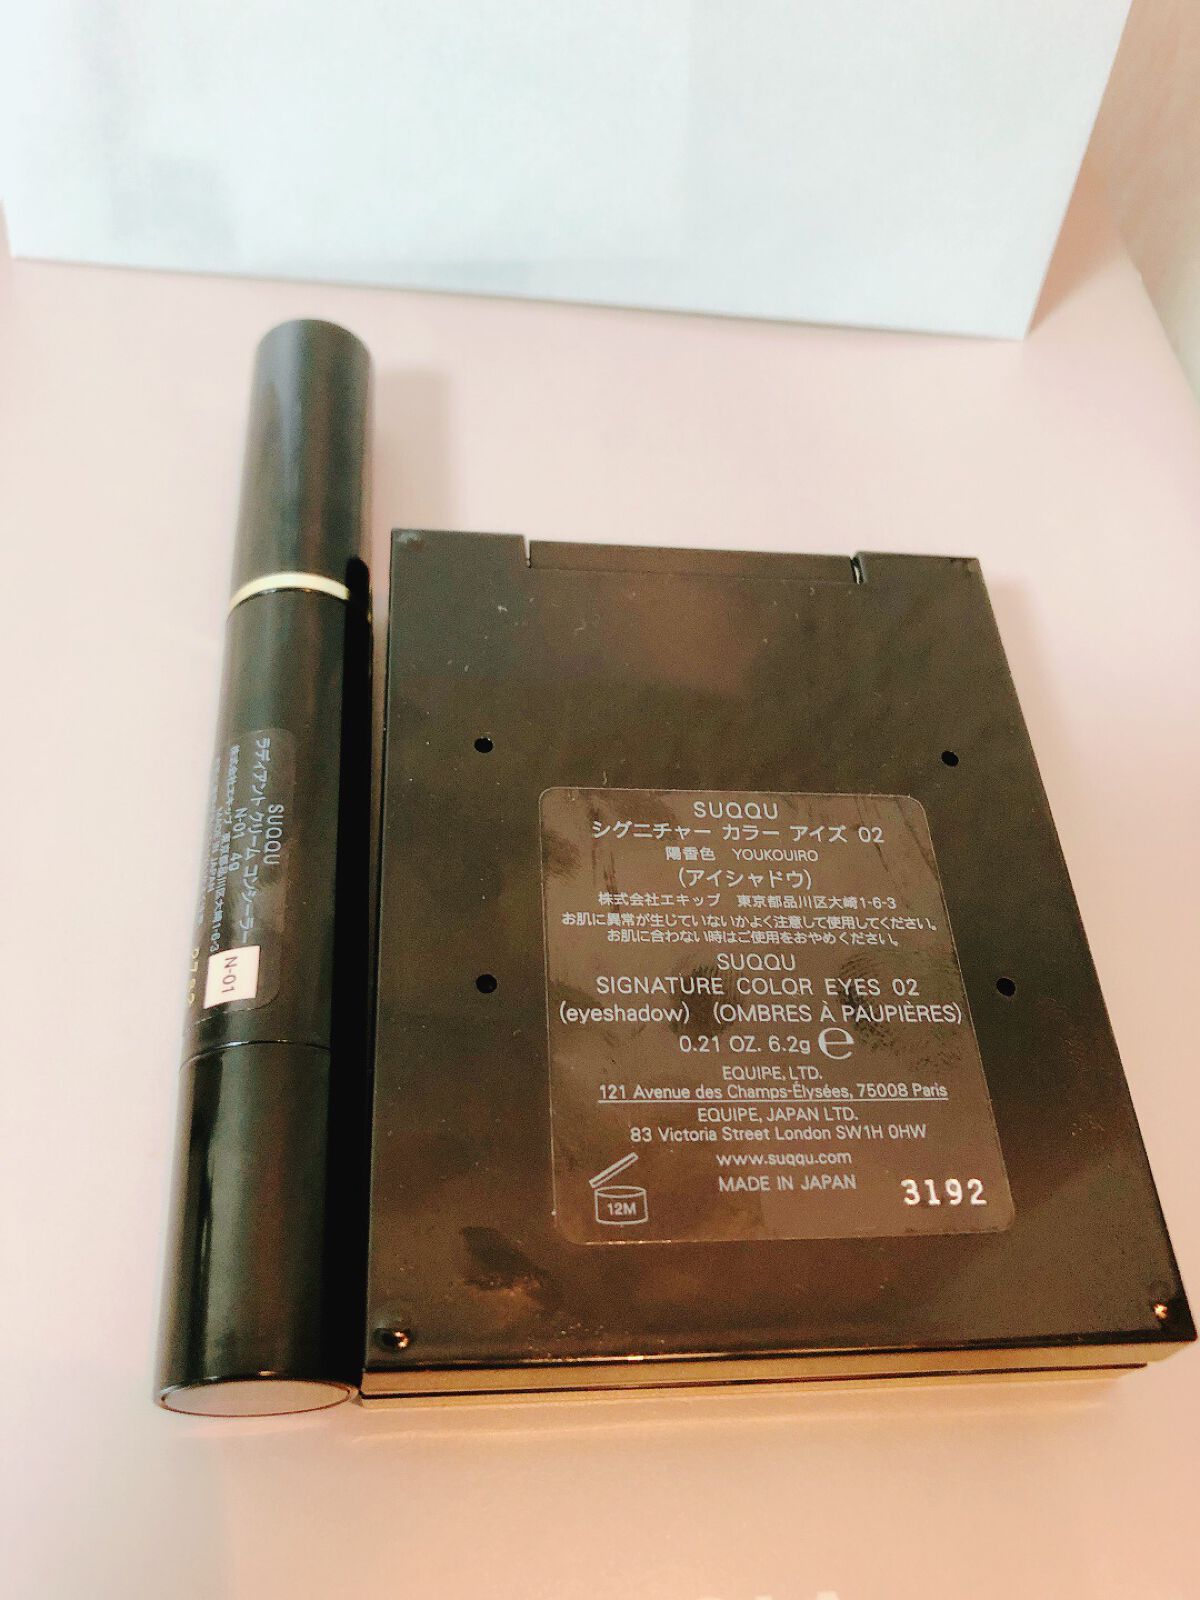 SUQQU
ラディアント クリーム コンシーラー
N-01 4g
N-01
SUQQU
シグニチャー カラー アイズ 02
陽香色 YOUKOUIRO
(アイシャドウ)
株式会社エキップ 東京都品川区大崎1-6-3
お肌に異常が生じていないかよく注意して使用してください。
お肌に合わない時はご使用をおやめください。
SUQQU
SIGNATURE COLOR EYES 02
(eyeshadow) (OMBRES À PAUPIÈRES)
0.21 OZ. 6.2g ℮
EQUIPE, LTD.
121 Avenue des Champs-Élysées, 75008 Paris
EQUIPE, JAPAN LTD.
83 Victoria Street London SW1H 0HW
www.suqqu.com
MADE IN JAPAN
12M
3192